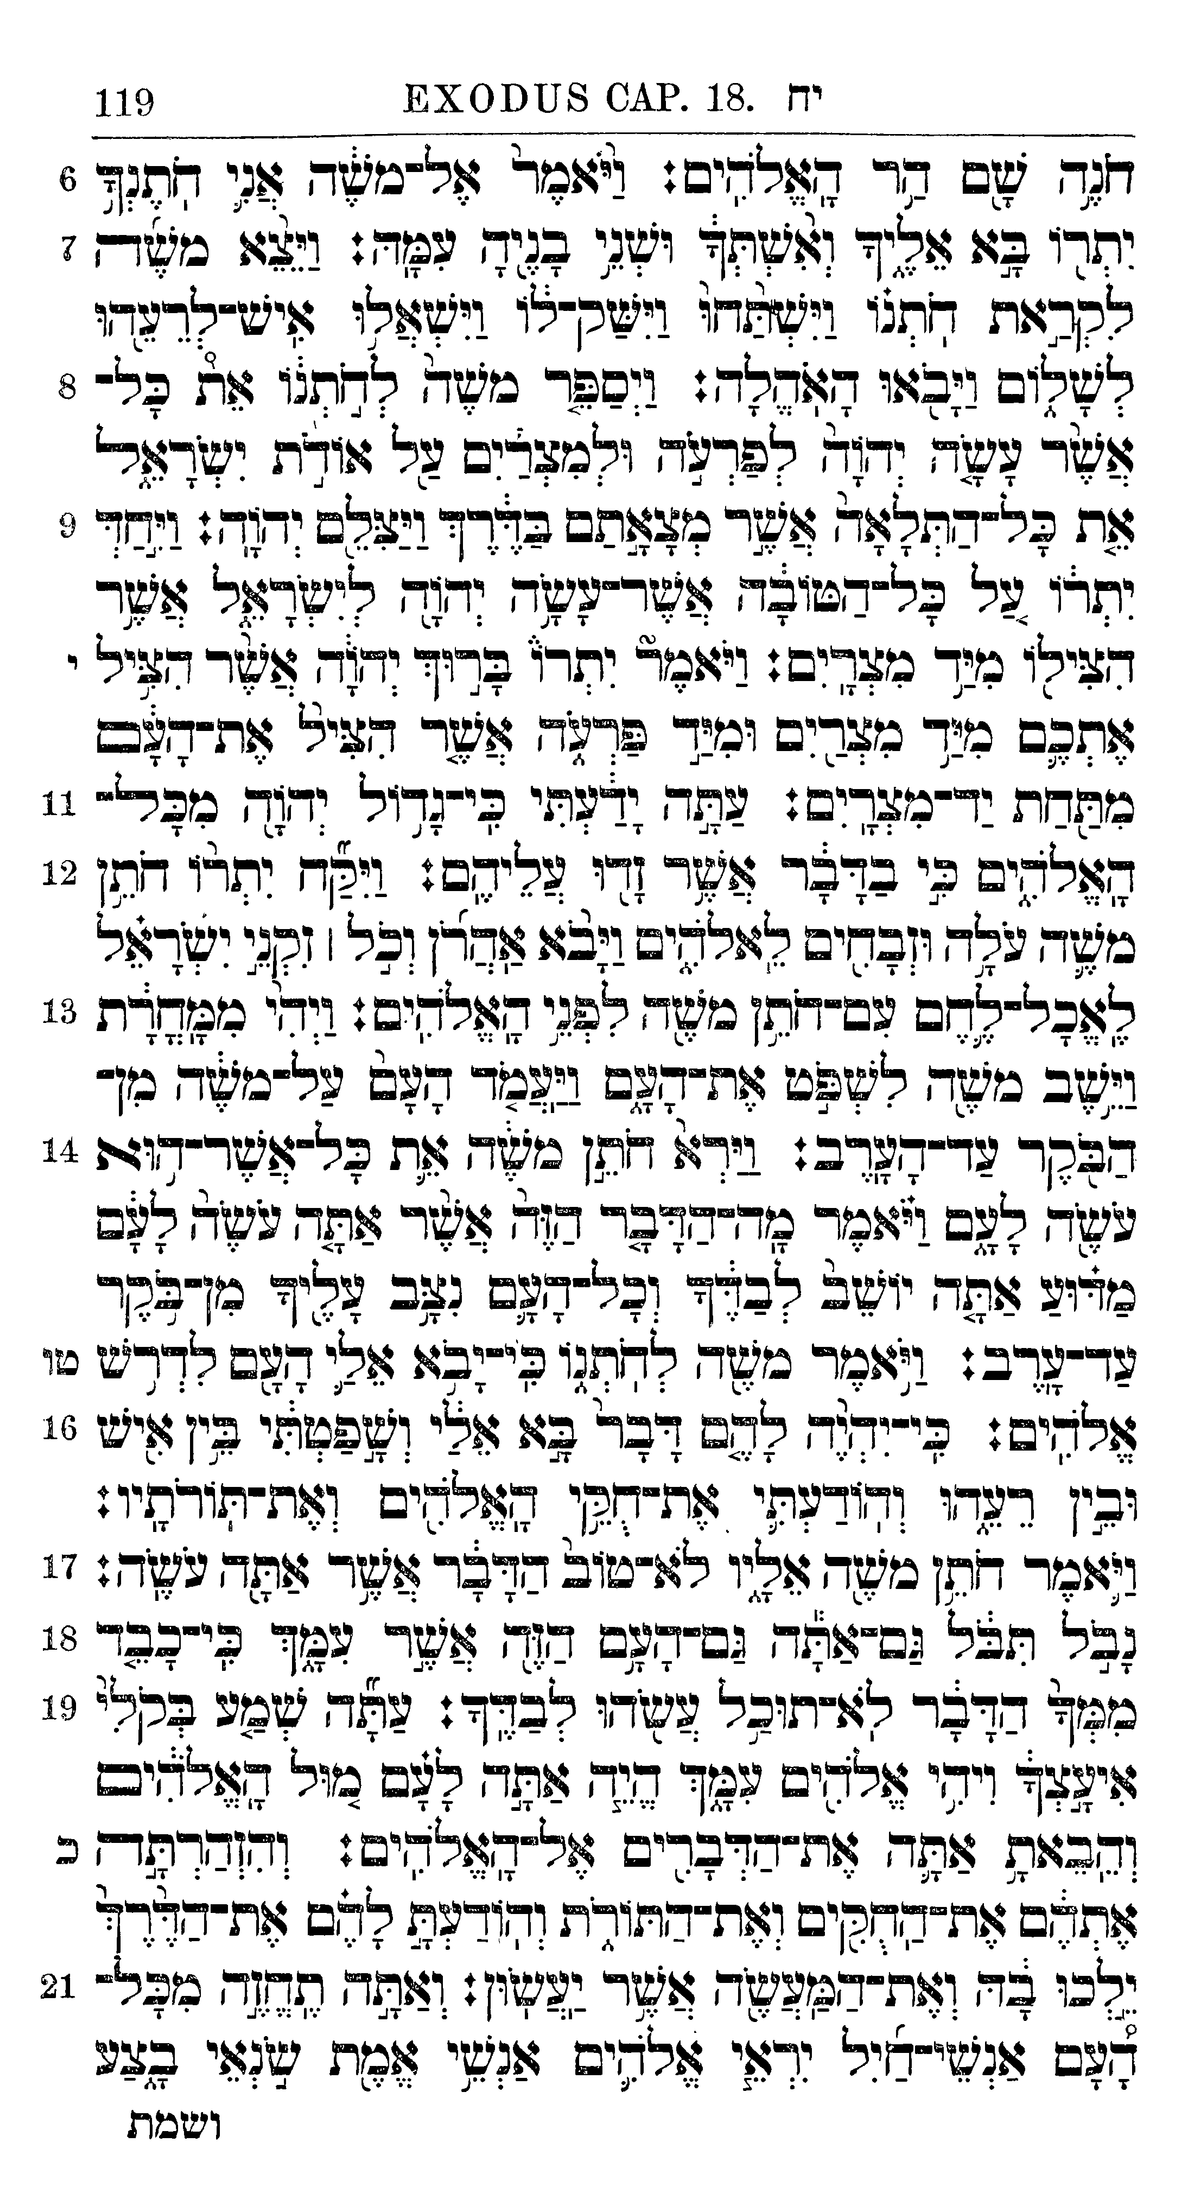 119 EXODUS CAP. 18. יח
חֹנֶ֥ה שָׁ֖ם הַ֥ר הָאֱלֹהִֽים׃ וַיֹּ֙אמֶר֙ אֶל־מֹשֶׁ֔ה אֲנִ֛י חֹתֶנְךָ֥ 6
יִתְר֖וֹ בָּ֣א אֵלֶ֑יךָ וְאִ֨שְׁתְּךָ֔ וּשְׁנֵ֥י בָנֶ֖יהָ עִמָּֽהּ׃ וַיֵּצֵ֨א מֹשֶׁ֜ה 7
לִקְרַ֣את חֹֽתְנ֗וֹ וַיִּשְׁתַּ֙חוּ֙ וַיִּשַּׁק־ל֔וֹ וַיִּשְׁאֲל֥וּ אִישׁ־לְרֵעֵ֖הוּ
לְשָׁל֑וֹם וַיָּבֹ֖אוּ הָאֹֽהֱלָה׃ וַיְסַפֵּ֤ר מֹשֶׁה֙ לְחֹ֣תְנ֔וֹ אֵת֩ כָּל־ 8
אֲשֶׁ֨ר עָשָׂ֤ה יְהוָֹה֙ לְפַרְעֹ֣ה וּלְמִצְרַ֔יִם עַ֖ל אוֹדֹ֣ת יִשְׂרָאֵ֑ל
אֵ֤ת כָּל־הַתְּלָאָה֙ אֲשֶׁ֣ר מְצָאָ֣תַם בַּדֶּ֔רֶךְ וַיַּצִּלֵ֖ם יְהוָֹֽה׃ וַיִּ֣חַדְּ 9
יִתְר֔וֹ עַ֚ל כָּל־הַטּוֹבָ֔ה אֲשֶׁר־עָשָׂ֥ה יְהוָֹ֖ה לְיִשְׂרָאֵ֑ל אֲשֶׁ֥ר
הִצִּיל֖וֹ מִיַּ֥ד מִצְרָֽיִם׃ וַיֹּאמֶר֮ יִתְרוֹ֒ בָּר֣וּךְ יְהוָֹ֔ה אֲשֶׁ֨ר הִצִּ֥יל י
אֶתְכֶ֛ם מִיַּ֥ד מִצְרַ֖יִם וּמִיַּ֣ד פַּרְעֹ֑ה אֲשֶׁ֤ר הִצִּיל֙ אֶת־הָעָ֔ם
מִתַּ֖חַת יַד־מִצְרָֽיִם׃ עַתָּ֣ה יָדַ֔עְתִּי כִּֽי־גָד֥וֹל יְהוָֹ֖ה מִכָּל־ 11
הָאֱלֹהִ֑ים כִּ֣י בַדָּבָ֔ר אֲשֶׁ֥ר זָד֖וּ עֲלֵיהֶֽם׃ וַיִּקַּ֞ח יִתְר֨וֹ חֹתֵ֥ן 12
מֹשֶׁ֛ה עֹלָ֥ה וּזְבָחִ֖ים לֵאלֹהִ֑ים וַיָּבֹ֨א אַהֲרֹ֜ן וְכֹ֣ל ׀ זִקְנֵ֣י יִשְׂרָאֵ֗ל
לֶאֱכָל־לֶ֛חֶם עִם־חֹתֵ֥ן מֹשֶׁ֖ה לִפְנֵ֥י הָאֱלֹהִֽים׃ וַיְהִי֙ מִֽמָּחֳרָ֔ת 13
וַיֵּ֥שֶׁב מֹשֶׁ֖ה לִשְׁפֹּ֣ט אֶת־הָעָ֑ם וַיַּעֲמֹ֤ד הָעָם֙ עַל־מֹשֶׁ֔ה מִן־
הַבֹּ֖קֶר עַד־הָעָֽרֶב׃ וַיַּרְא֙ חֹתֵ֣ן מֹשֶׁ֔ה אֵ֛ת כָּל־אֲשֶׁר־ה֥וּא 14
עֹשֶׂ֖ה לָעָ֑ם וַיֹּ֗אמֶר מָֽה־הַדָּבָ֤ר הַזֶּה֙ אֲשֶׁ֨ר אַתָּ֤ה עֹשֶׂה֙ לָעָ֔ם
מַדּ֗וּעַ אַתָּ֤ה יוֹשֵׁב֙ לְבַדֶּ֔ךָ וְכָל־הָעָ֛ם נִצָּ֥ב עָלֶ֖יךָ מִן־בֹּ֥קֶר
עַד־עָֽרֶב׃ וַיֹּ֥אמֶר מֹשֶׁ֖ה לְחֹֽתְנ֑וֹ כִּֽי־יָבֹ֥א אֵלַ֛י הָעָ֖ם לִדְרֹ֥שׁ טו
אֱלֹהִֽים׃ כִּֽי־יִהְיֶ֨ה לָהֶ֤ם דָּבָר֙ בָּ֣א אֵלַ֔י וְשָׁ֣פַטְתִּ֔י בֵּ֥ין אִ֖ישׁ 16
וּבֵ֣ין רֵעֵ֑הוּ וְהוֹדַעְתִּ֛י אֶת־חֻקֵּ֥י הָאֱלֹהִ֖ים וְאֶת־תּוֹרֹתָֽיו׃
וַיֹּ֛אמֶר חֹתֵ֥ן מֹשֶׁ֖ה אֵלָ֑יו לֹא־טוֹב֙ הַדָּבָ֔ר אֲשֶׁ֥ר אַתָּ֖ה עֹשֶֽׂה׃ 17
נָבֹ֣ל תִּבֹּ֔ל גַּם־אַתָּ֕ה גַּם־הָעָ֥ם הַזֶּ֖ה אֲשֶׁ֣ר עִמָּ֑ךְ כִּֽי־כָבֵ֤ד 18
מִמְּךָ֙ הַדָּבָ֔ר לֹא־תוּכַ֥ל עֲשֹׂ֖הוּ לְבַדֶּֽךָ׃ עַתָּ֞ה שְׁמַ֤ע בְּקֹלִי֙ 19
אִיעָ֣צְךָ֔ וִיהִ֥י אֱלֹהִ֖ים עִמָּ֑ךְ הֱיֵ֧ה אַתָּ֣ה לָעָ֗ם מ֚וּל הָֽאֱלֹהִ֔ים
וְהֵבֵאתָ֥ אַתָּ֛ה אֶת־הַדְּבָרִ֖ים אֶל־הָאֱלֹהִֽים׃ וְהִזְהַרְתָּ֣ה כ
אֶתְהֶ֔ם אֶת־הַחֻקִּ֖ים וְאֶת־הַתּוֹרֹ֑ת וְהוֹדַעְתָּ֣ לָהֶ֗ם אֶת־הַדֶּ֙רֶךְ֙
יֵ֣לְכוּ בָ֔הּ וְאֶת־הַֽמַּעֲשֶׂ֖ה אֲשֶׁ֥ר יַעֲשֽׂוּן׃ וְאַתָּ֣ה תֶחֱזֶ֣ה מִכָּל־ 21
הָ֠עָם אַנְשֵׁי־חַ֜יִל יִרְאֵ֧י אֱלֹהִ֛ים אַנְשֵׁ֥י אֱמֶ֖ת שֹׂ֣נְאֵי בָ֑צַע
ושמת